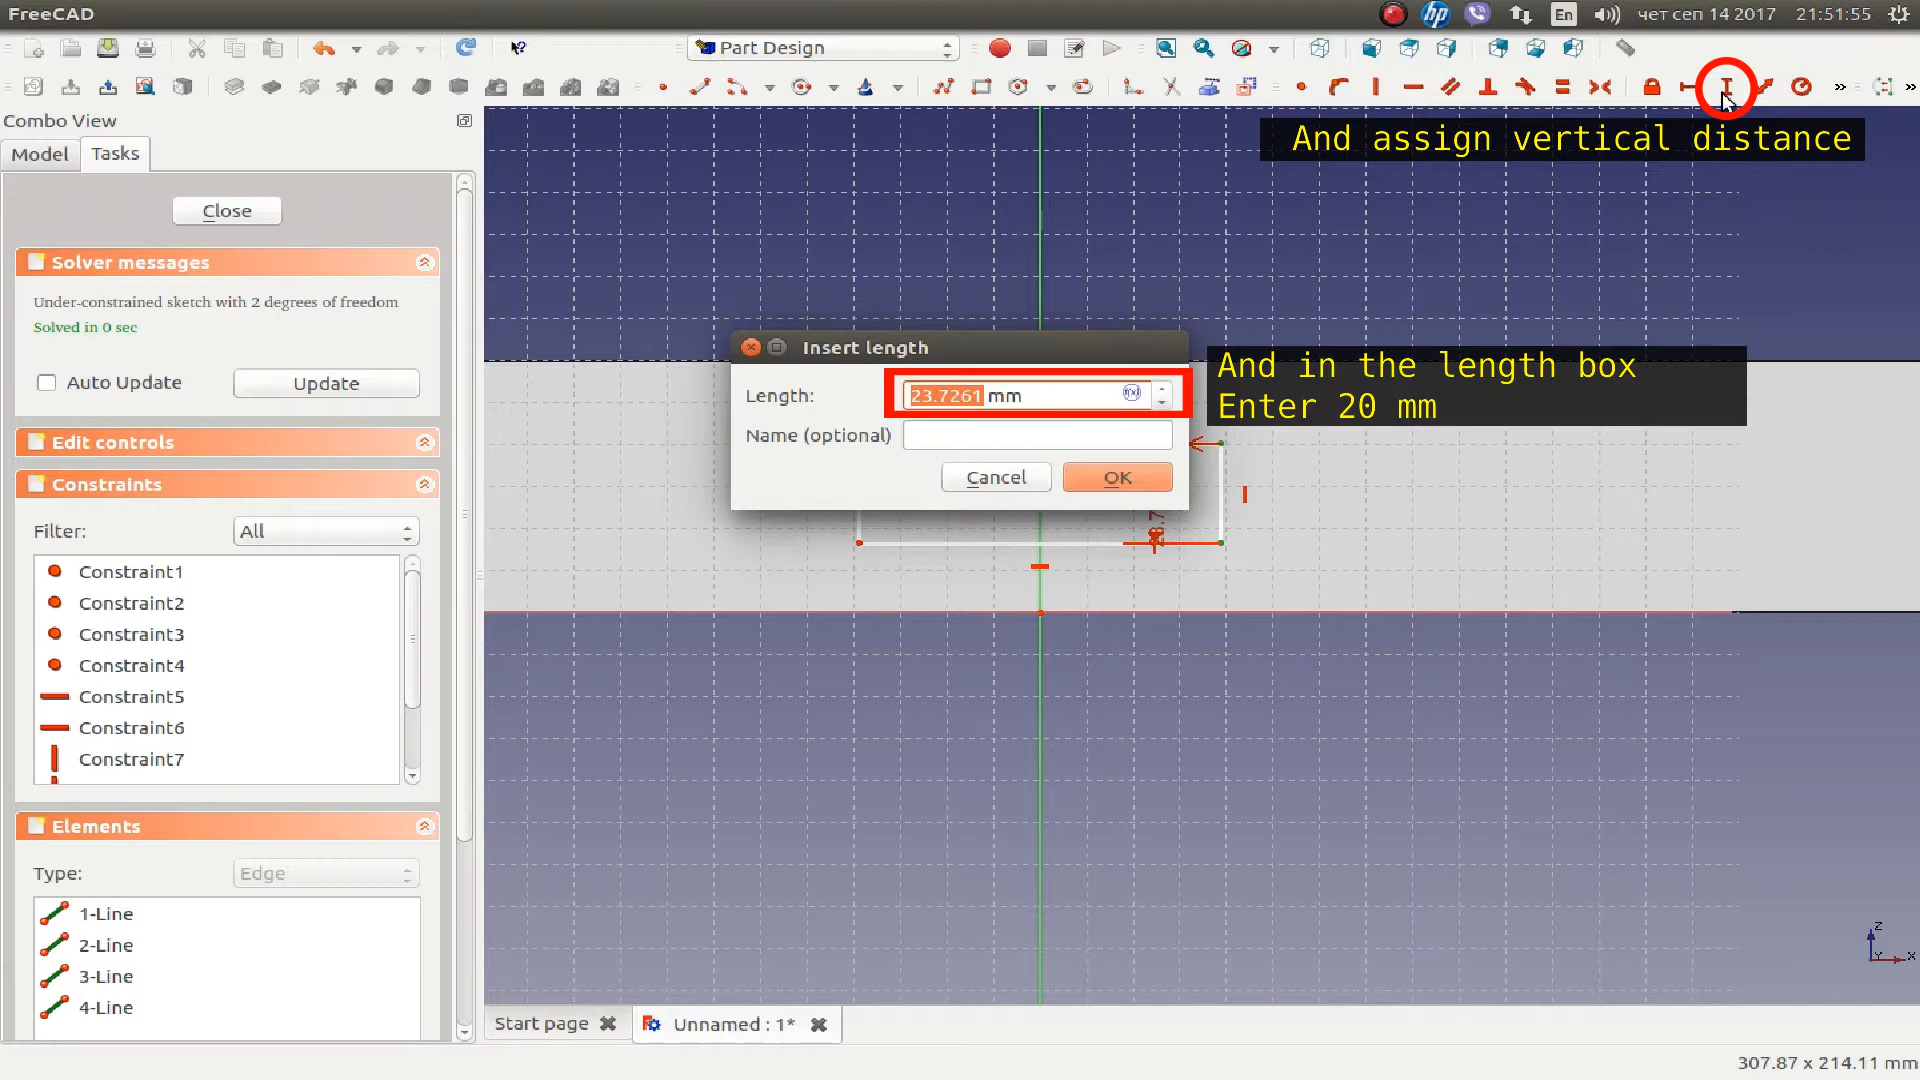 FreeCAD
hp
En
чет сеп 14 2017
21:51:55
Part Design
And assign vertical distance
Combo View
Model
Tasks
Close
Solver messages
Under-constrained sketch with 2 degrees of freedom
Solved in 0 sec
Auto Update
Update
Edit controls
Constraints
Filter:
All
Constraint1
Constraint2
Constraint3
Constraint4
Constraint5
Constraint6
Constraint7
Elements
Type:
Edge
1-Line
2-Line
3-Line
4-Line
Insert length
Length:
23.7261 mm
Name (optional)
Cancel
OK
And in the length box
Enter 20 mm
Z
Y
X
Start page
Unnamed : 1*
307.87 x 214.11 mm